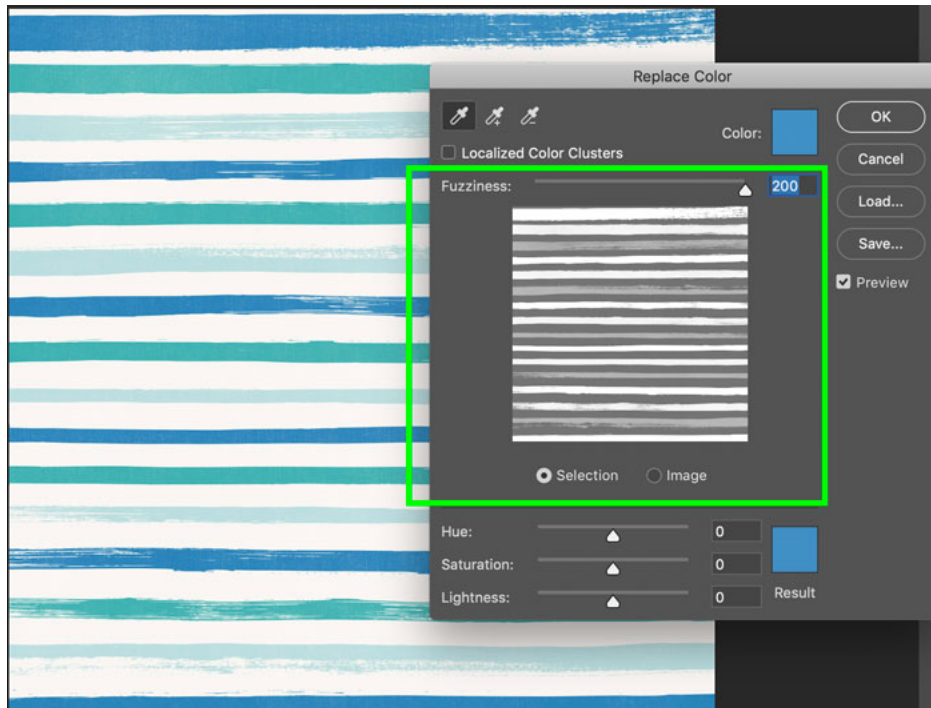 Replace Color
Color:
OK
Localized Color Clusters
Cancel
Fuzziness:
200
Load...
Save...
Preview
Selection
Image
Hue:
0
Saturation:
0
Lightness:
0
Result